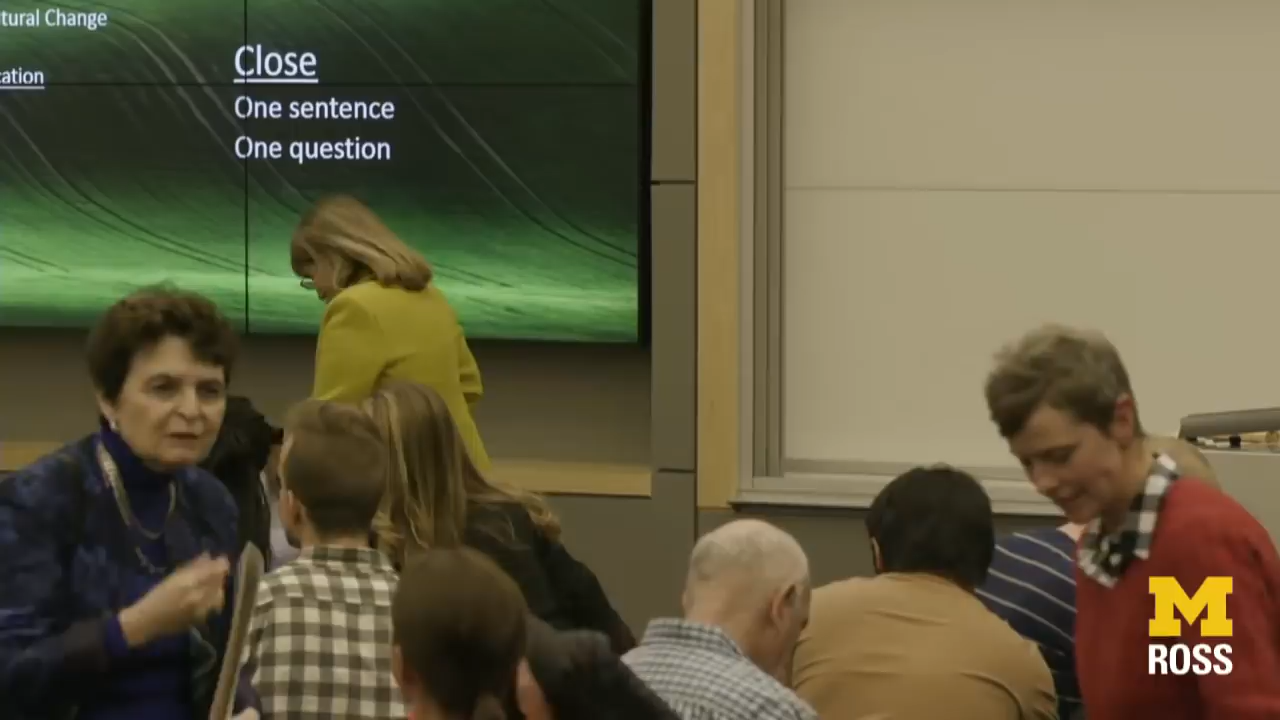 tural Change
cation
Close
One sentence
One question
M
ROSS